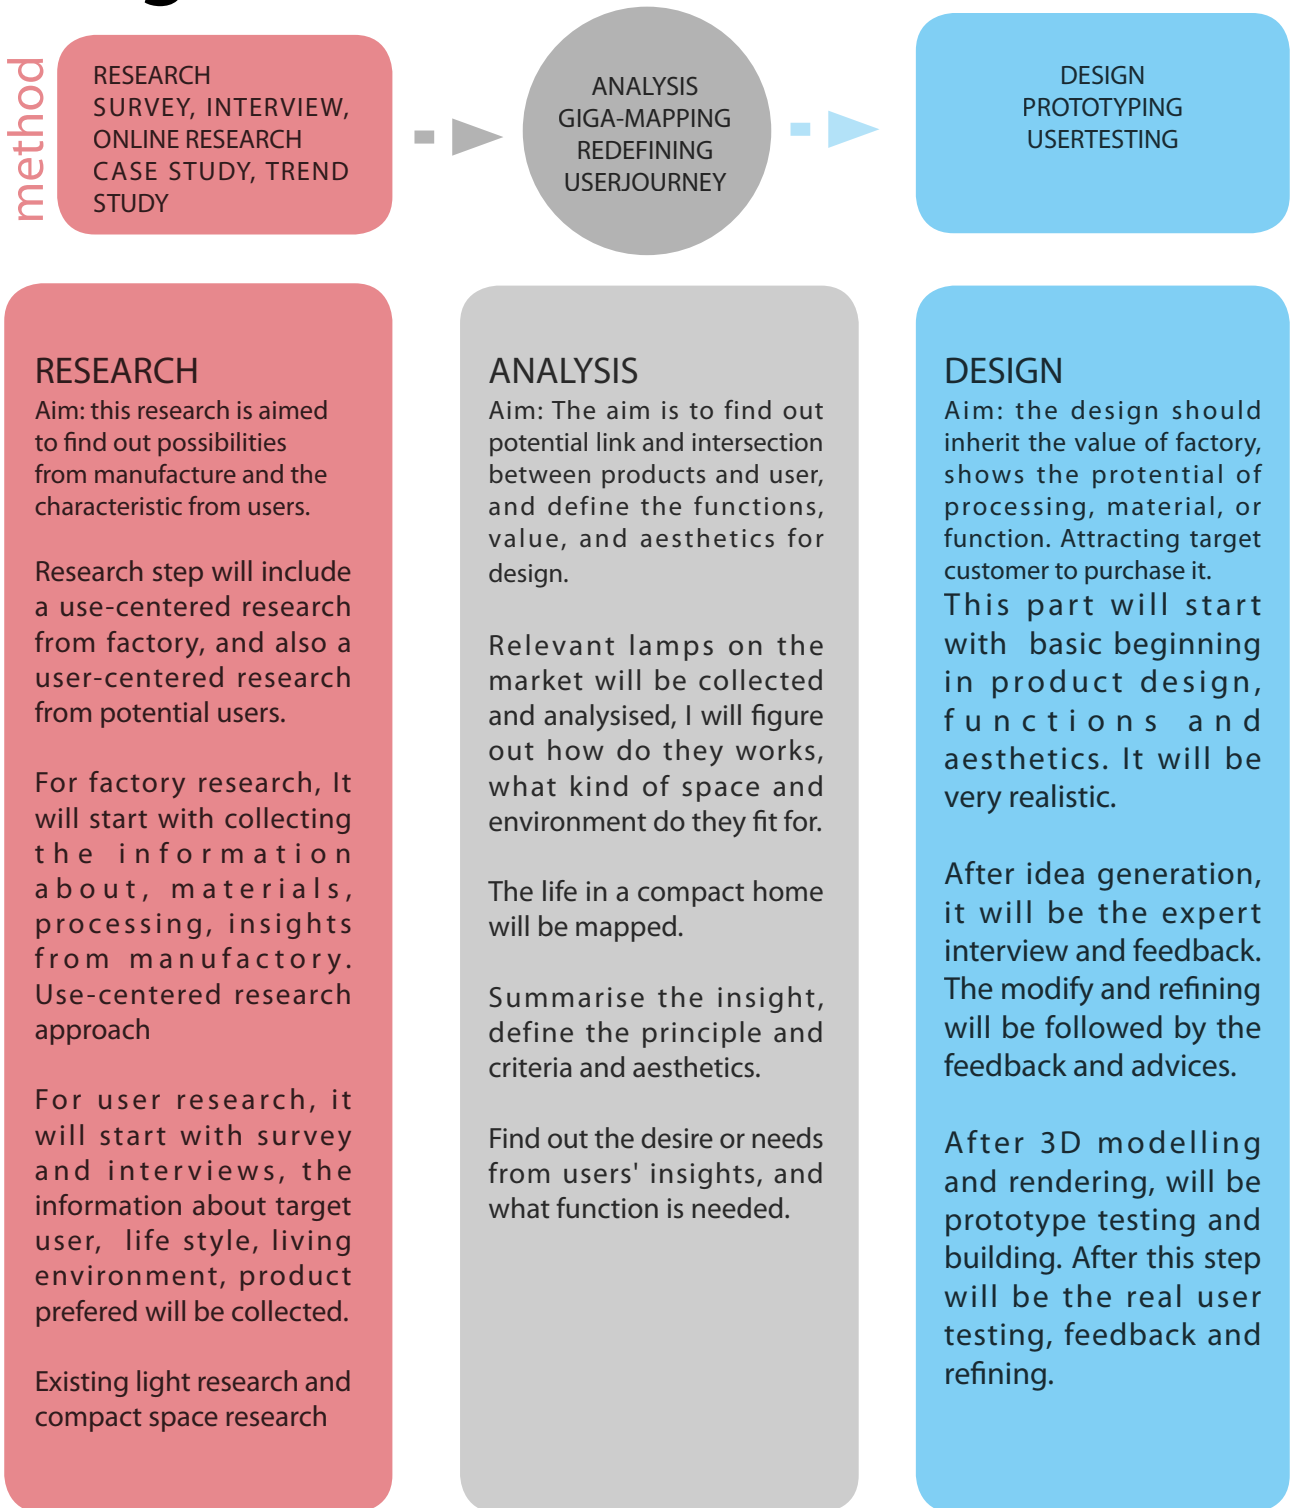 method
RESEARCH
SURVEY, INTERVIEW,
ONLINE RESEARCH
CASE STUDY, TREND
STUDY
ANALYSIS
GIGA-MAPPING
REDEFINING
USERJOURNEY
DESIGN
PROTOTYPING
USERTESTING
RESEARCH
Aim: this research is aimed
to find out possibilities
from manufacture and the
characteristic from users.
Research step will include
a use-centered research
from factory, and also a
user-centered research
from potential users.
For factory research, It
will start with collecting
the information
about, materials,
processing, insights
from manufactory.
Use-centered research
approach
For user research, it
will start with survey
and interviews, the
information about target
user, life style, living
environment, product
prefered will be collected.
Existing light research and
compact space research
ANALYSIS
Aim: The aim is to find out
potential link and intersection
between products and user,
and define the functions,
value, and aesthetics for
design.
Relevant lamps on the
market will be collected
and analysised, I will figure
out how do they works,
what kind of space and
environment do they fit for.
The life in a compact home
will be mapped.
Summarise the insight,
define the principle and
criteria and aesthetics.
Find out the desire or needs
from users' insights, and
what function is needed.
DESIGN
Aim: the design should
inherit the value of factory,
shows the protential of
processing, material, or
function. Attracting target
customer to purchase it.
This part will start
with basic beginning
in product design,
functions and
aesthetics. It will be
very realistic.
After idea generation,
it will be the expert
interview and feedback.
The modify and refining
will be followed by the
feedback and advices.
After 3D modelling
and rendering, will be
prototype testing and
building. After this step
will be the real user
testing, feedback and
refining.